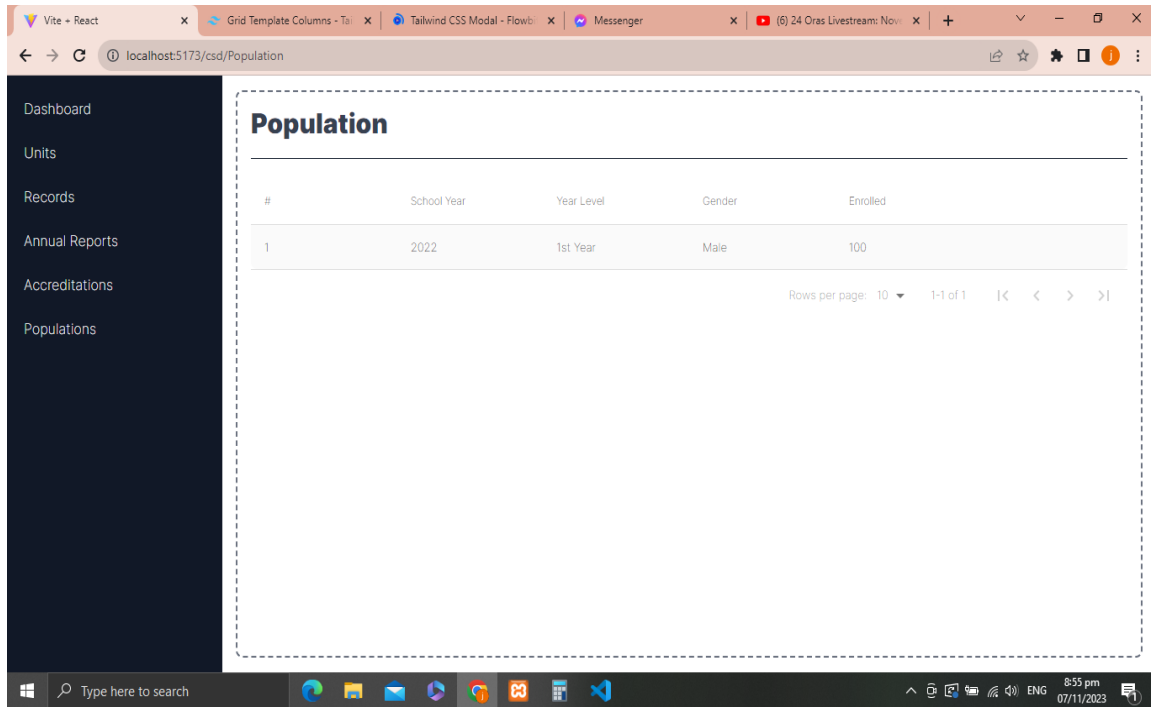 Vite + React
Grid Template Columns - Tai
Tailwind CSS Modal - Flowbi
Messenger
(6) 24 Oras Livestream: Nov
localhost:5173/csd/Population
j
Dashboard
Units
Records
Annual Reports
Accreditations
Populations
Population
# School Year Year Level Gender Enrolled
1 2022 1st Year Male 100
Rows per page: 10 1-1 of 1
Type here to search
ENG
8:55 pm
07/11/2023
1